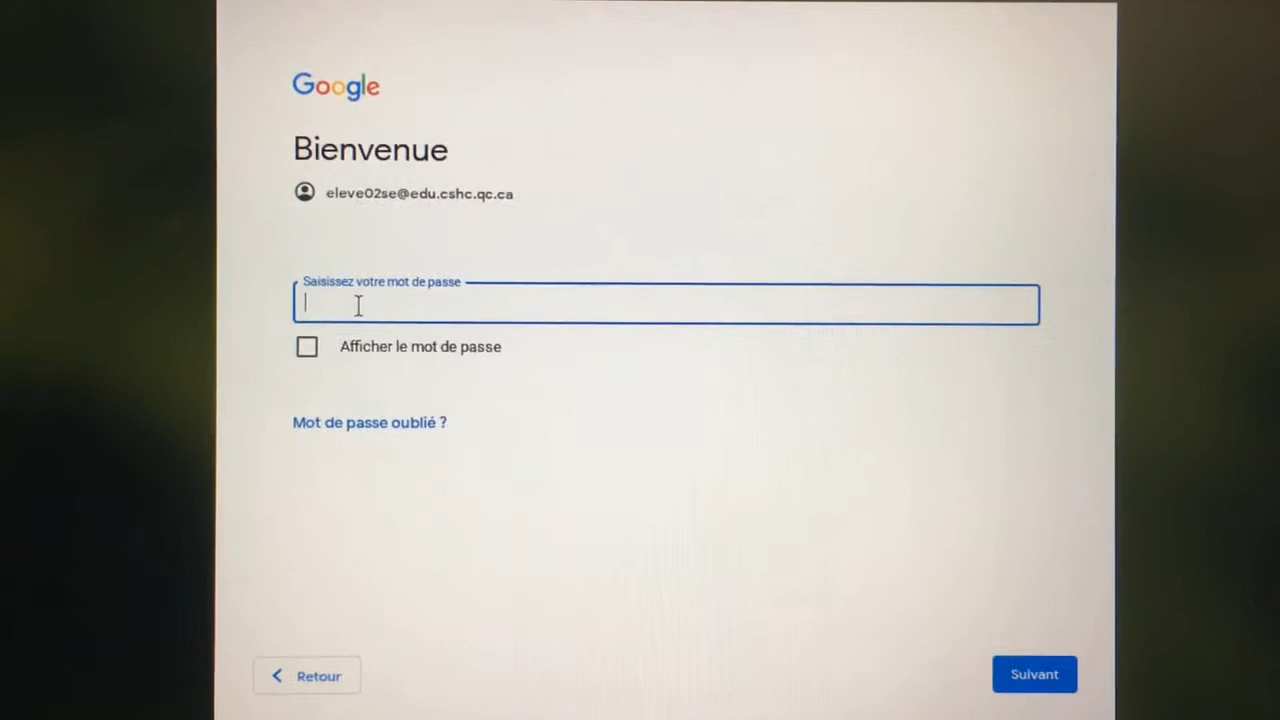 Google
Bienvenue
eleve02se@edu.cshc.qc.ca
Saisissez votre mot de passe
Afficher le mot de passe
Mot de passe oublié ?
Retour
Suivant